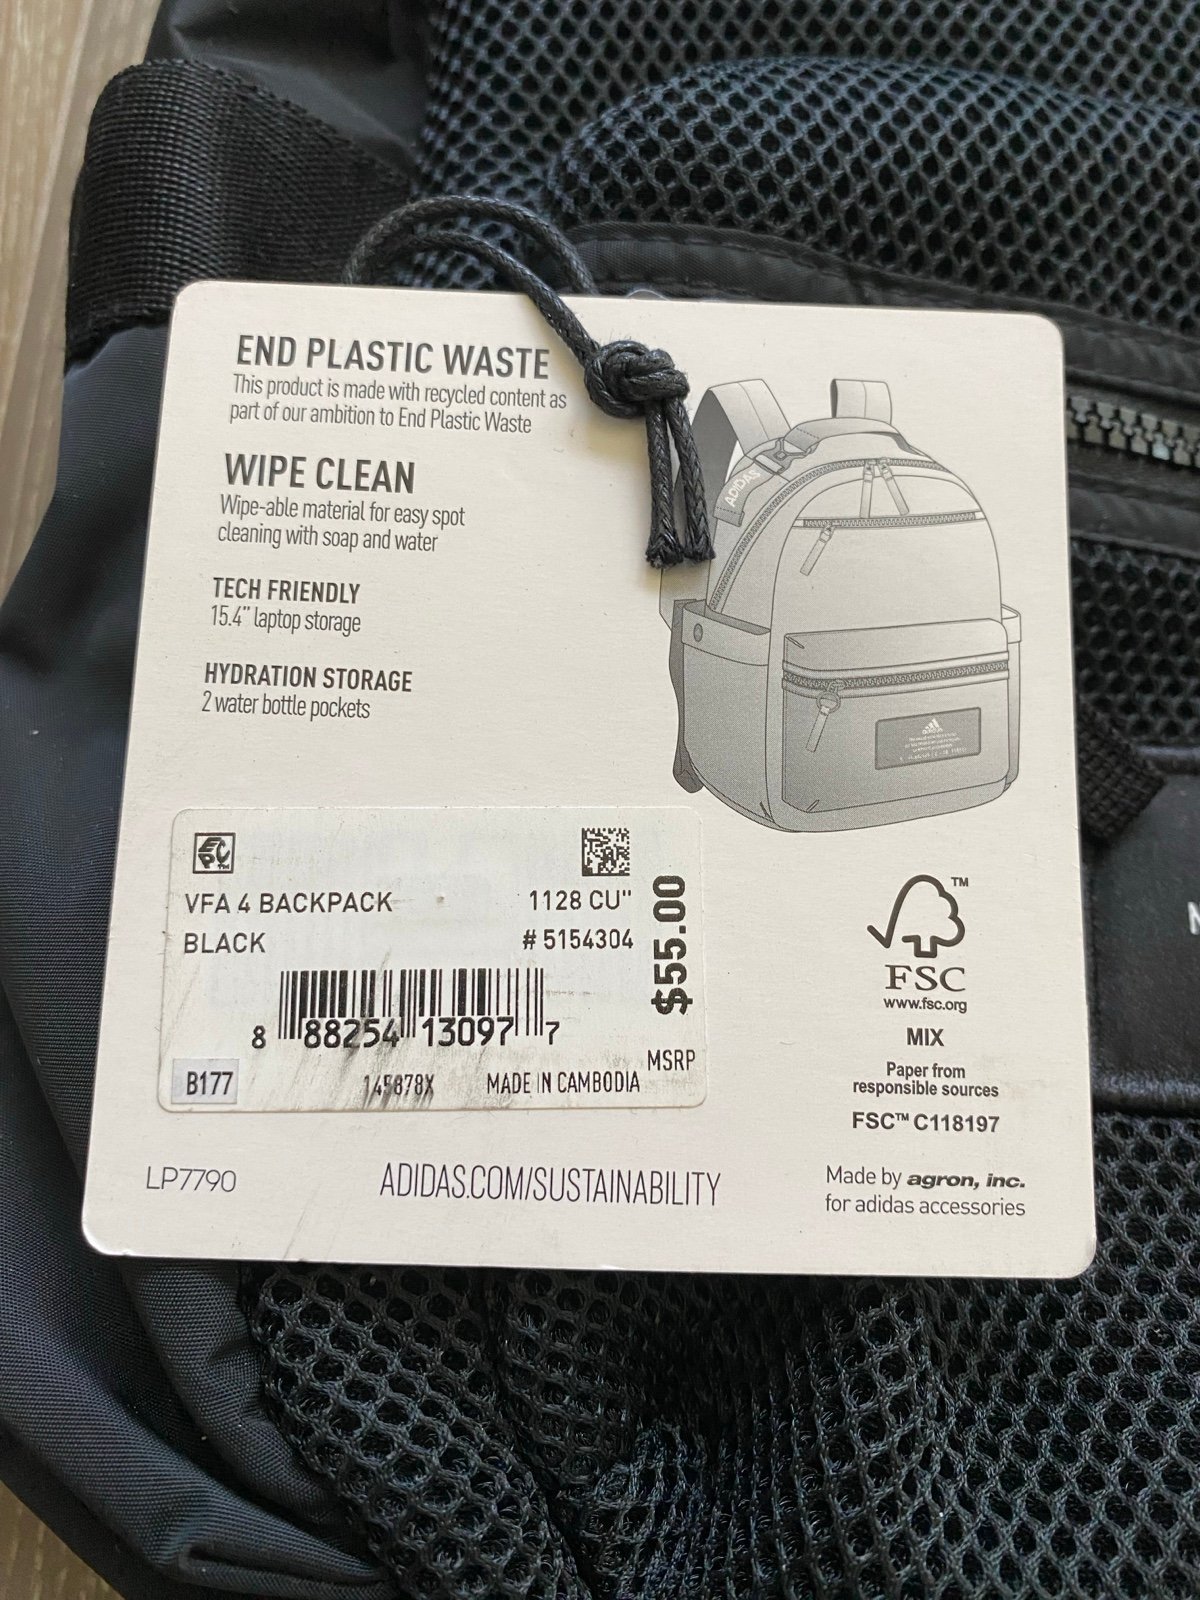 END PLASTIC WASTE
This product is made with recycled content as
part of our ambition to End Plastic Waste
WIPE CLEAN
Wipe-able material for easy spot
cleaning with soap and water
TECH FRIENDLY
15.4" laptop storage
HYDRATION STORAGE
2 water bottle pockets
ADIDAS
adidas
VFA 4 BACKPACK
1128 CU"
BLACK
# 5154304
$55.00
8 88254 13097 7
MSRP
B177
145878X
MADE IN CAMBODIA
TM
FSC
www.fsc.org
MIX
Paper from
responsible sources
FSC™ C118197
LP7790
ADIDAS.COM/SUSTAINABILITY
Made by agron, inc.
for adidas accessories